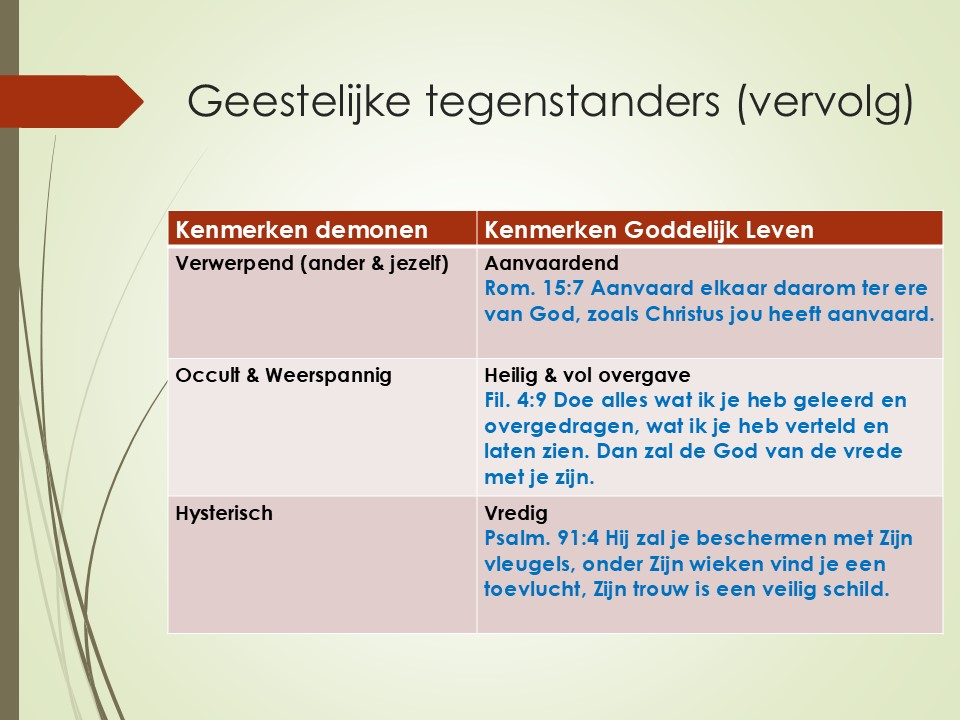 Geestelijke tegenstanders (vervolg)
Kenmerken demonen
Kenmerken Goddelijk Leven
Verwerpend (ander & jezelf)
Aanvaardend
Rom. 15:7 Aanvaard elkaar daarom ter ere
van God, zoals Christus jou heeft aanvaard.
Occult & Weerspannig
Heilig & vol overgave
Fil. 4:9 Doe alles wat ik je heb geleerd en
overgedragen, wat ik je heb verteld en
laten zien. Dan zal de God van de vrede
met je zijn.
Hysterisch
Vredig
Psalm. 91:4 Hij zal je beschermen met Zijn
vleugels, onder Zijn wieken vind je een
toevlucht, Zijn trouw is een veilig schild.